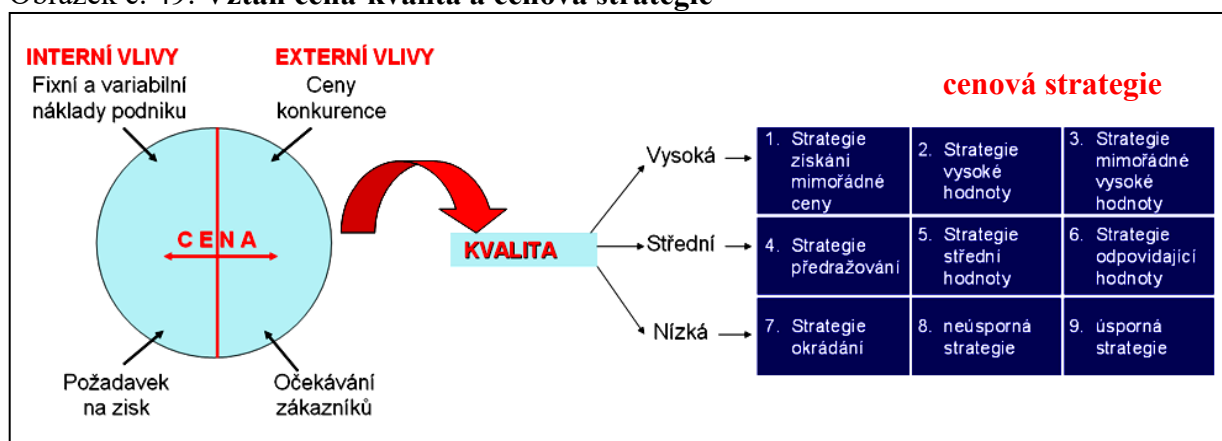 Obrázek č. 49: Vztah cena-kvalita a cenová strategie
INTERNÍ VLIVY
Fixní a variabilní
náklady podniku
EXTERNÍ VLIVY
Ceny
konkurence
CENA
Požadavek
na zisk
Očekávání
zákazníků
KVALITA
Vysoká
Střední
Nízká
cenová strategie
1. Strategie
získání
mimořádné
ceny
2. Strategie
vysoké
hodnoty
3. Strategie
mimořádné
vysoké
hodnoty
4. Strategie
předražování
5. Strategie
střední
hodnoty
6. Strategie
odpovídající
hodnoty
7. Strategie
okrádání
8. neúsporná
strategie
9. úsporná
strategie